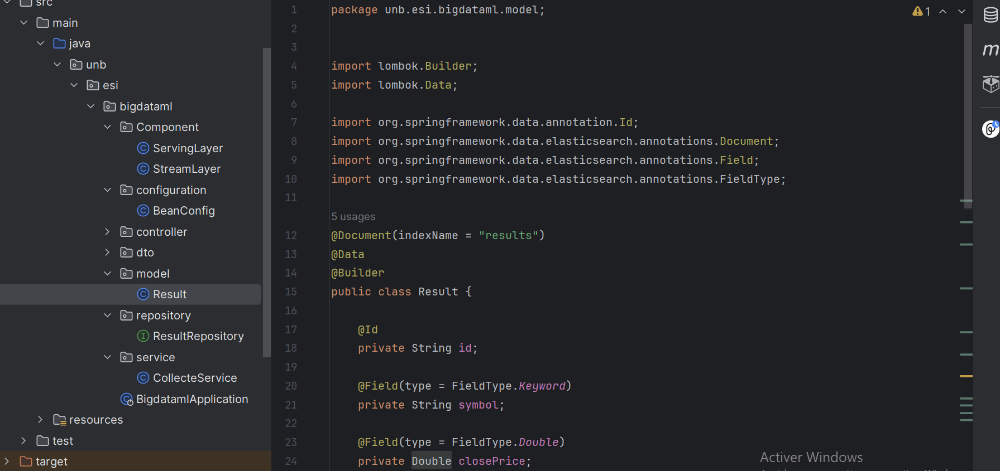 src
main
java
unb
esi
bigdataml
Component
ServingLayer
StreamLayer
configuration
BeanConfig
controller
dto
model
Result
repository
ResultRepository
service
CollecteService
BigdatamlApplication
resources
test
target
1 package unb.esi.bigdataml.model;
2
3
4 import lombok.Builder;
5 import lombok.Data;
6
7 import org.springframework.data.annotation.Id;
8 import org.springframework.data.elasticsearch.annotations.Document;
9 import org.springframework.data.elasticsearch.annotations.Field;
10 import org.springframework.data.elasticsearch.annotations.FieldType;
11
5 usages
12 @Document(indexName = "results")
13 @Data
14 @Builder
15 public class Result {
16
17 @Id
18 private String id;
19
20 @Field(type = FieldType.Keyword)
21 private String symbol;
22
23 @Field(type = FieldType.Double)
24 private Double closePrice;
1
m
Activer Windows